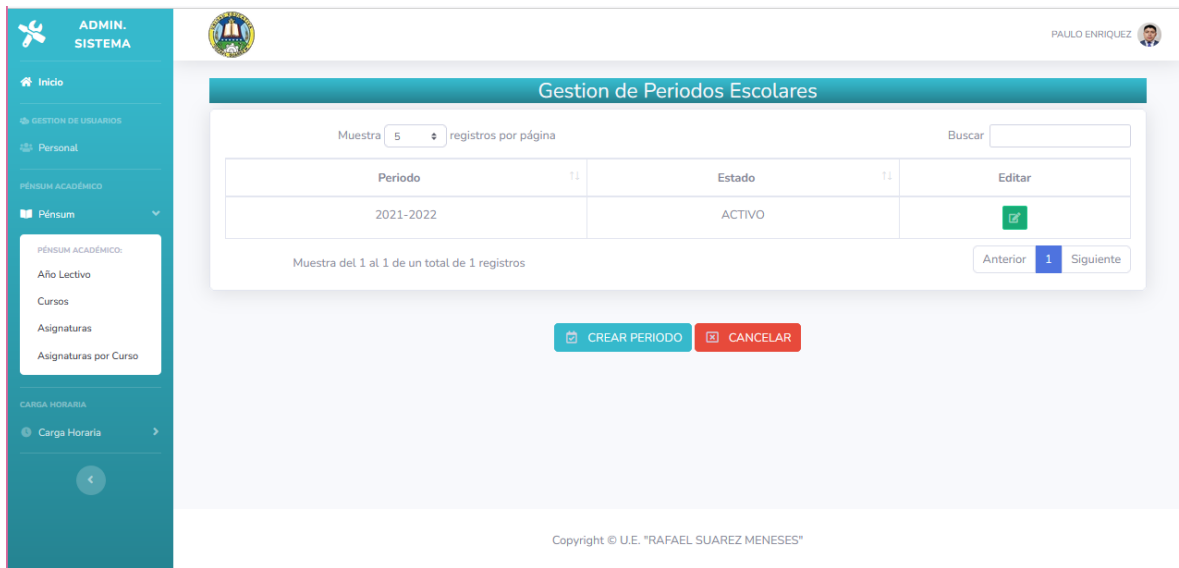 ADMIN.
SISTEMA
PAULO ENRIQUEZ
Inicio
GESTION DE USUARIOS
Personal
PÉNSUM ACADÉMICO
Pénsum
PÉNSUM ACADÉMICO:
Año Lectivo
Cursos
Asignaturas
Asignaturas por Curso
CARGA HORARIA
Carga Horaria
Gestion de Periodos Escolares
Muestra 5 registros por página
Buscar
Periodo Estado Editar
2021-2022 ACTIVO
Muestra del 1 al 1 de un total de 1 registros
Anterior 1 Siguiente
CREAR PERIODO CANCELAR
Copyright © U.E. "RAFAEL SUAREZ MENESES"